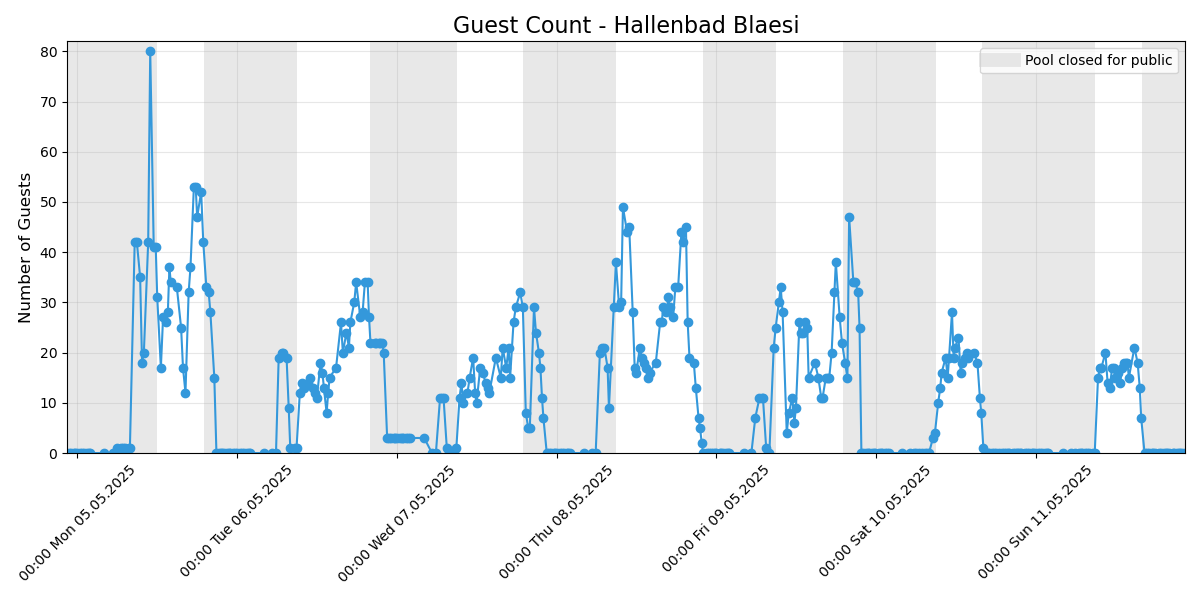 Guest Count - Hallenbad Blaesi
Pool closed for public
Number of Guests
80
70
60
50
40
30
20
10
0
00:00 Mon 05.05.2025
00:00 Tue 06.05.2025
00:00 Wed 07.05.2025
00:00 Thu 08.05.2025
00:00 Fri 09.05.2025
00:00 Sat 10.05.2025
00:00 Sun 11.05.2025